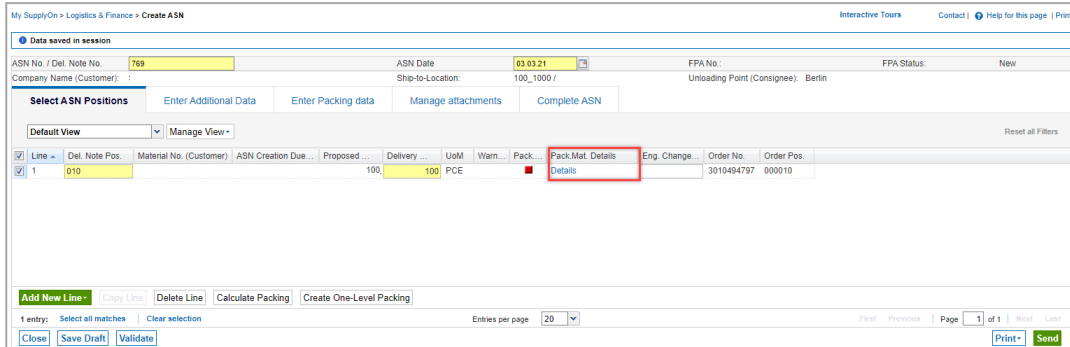 My SupplyOn > Logistics & Finance > Create ASN Interactive Tours Contact | Help for this page | Print
Data saved in session
ASN No. / Del. Note No. 769 ASN Date 03.03.21 FPA No.: FPA Status: New
Company Name (Customer): Ship-to-Location: 100_1000 / Unloading Point (Consignee): Berlin
Select ASN Positions Enter Additional Data Enter Packing data Manage attachments Complete ASN
Default View Manage View Reset all Filters
Line Del. Note Pos. Material No. (Customer) ASN Creation Due... Proposed ... Delivery ... UoM Warn... Pack.... Pack.Mat. Details Eng. Change... Order No. Order Pos.
1 010 100, 100 PCE Details 3010494797 000010
Add New Line Copy Line Delete Line Calculate Packing Create One-Level Packing
1 entry: Select all matches | Clear selection Entries per page 20 First Previous | Page 1 of 1 | Next Last
Close Save Draft Validate Print Send